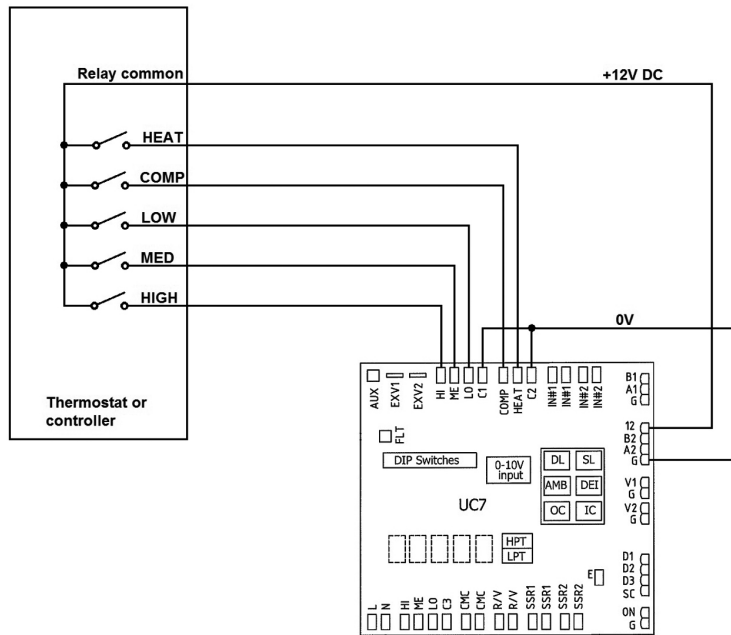 Relay common
+12V DC
HEAT
COMP
LOW
MED
HIGH
0V
Thermostat or
controller
AUX
EXV1
EXV2
HI
ME
LO
C1
COMP
HEAT
C2
IN#1
IN#1
IN#2
IN#2
B1
A1
G
FLT
12
B2
A2
G
DIP Switches
0-10V
input
DL
SL
AMB
DEI
OC
IC
UC7
V1
G
V2
G
HPT
LPT
E
D1
D2
D3
SC
ON
G
L
N
HI
ME
LO
C3
CMC
CMC
R/V
R/V
SSR1
SSR1
SSR2
SSR2